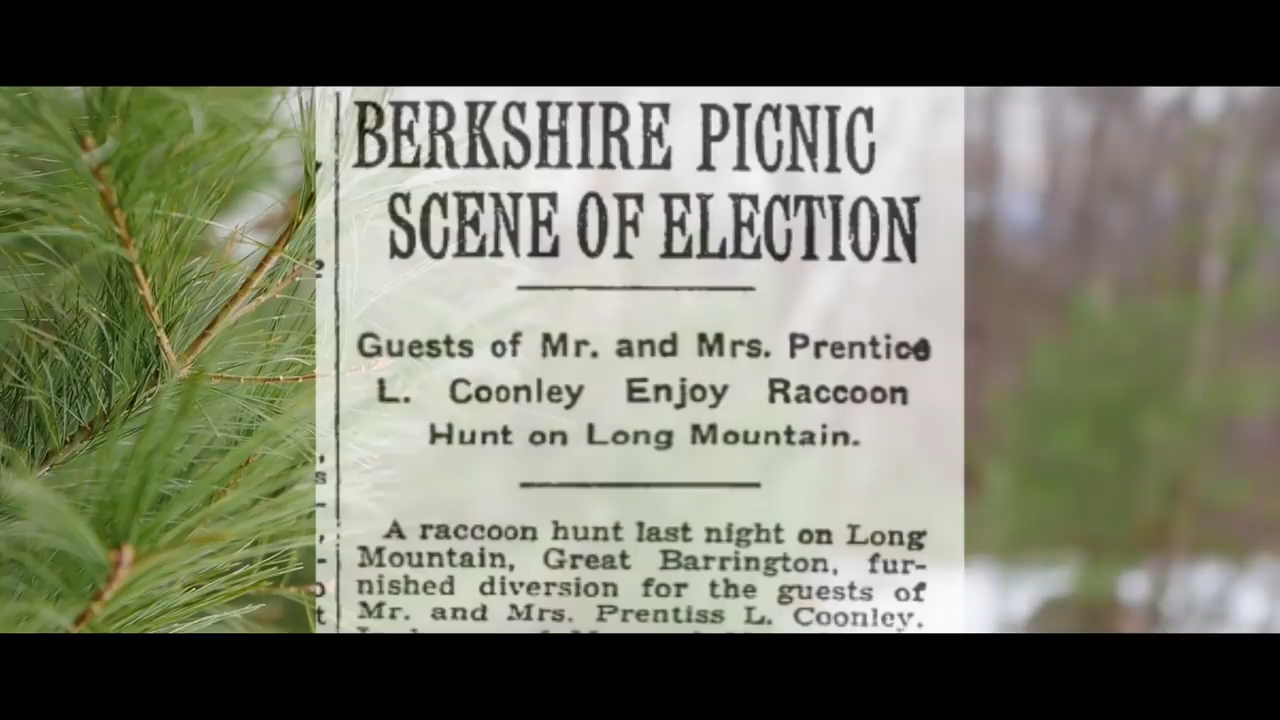 BERKSHIRE PICNIC
SCENE OF ELECTION
Guests of Mr. and Mrs. Prentice
L. Coonley Enjoy Raccoon
Hunt on Long Mountain.
A raccoon hunt last night on Long
Mountain, Great Barrington, fur-
nished diversion for the guests of
Mr. and Mrs. Prentiss L. Coonley,